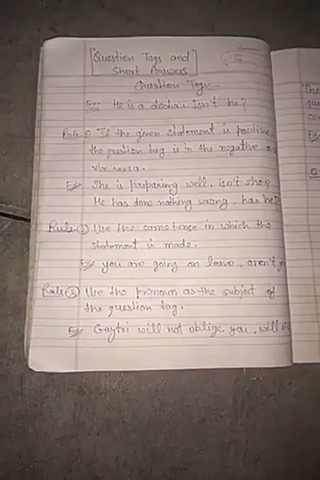 Question Tags and
Short Answers
Question Tags:-
Ex: He is a doctor, Isn't he?
Rule ① If the given statement is positive
the question tag is in the negative &
vice versa.
Ex: She is preparing well, isn't she?
He has done nothing wrong, has he
Rule ② Use the same tense in which the
statement is made.
Ex: you are going on leave, aren't
Rule ③ Use the pronoun as the subject of
the question tag.
Ex: Gaytri will not oblige you, will
The
Ex